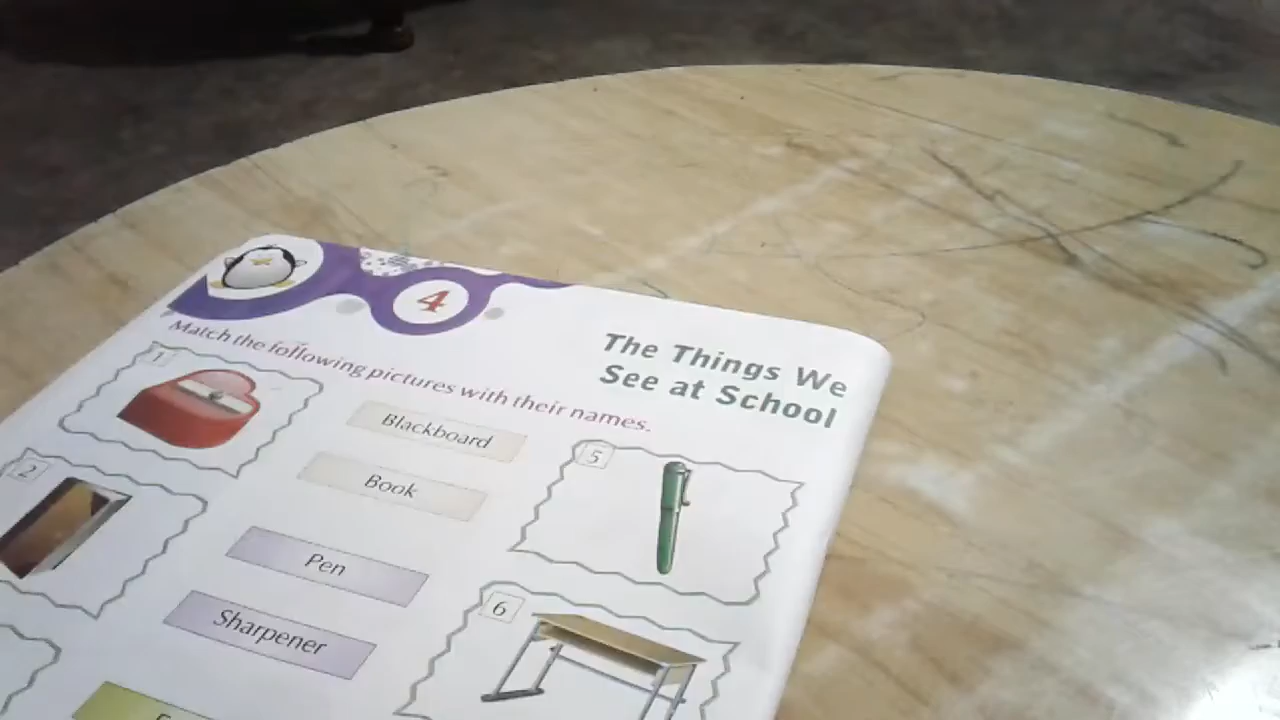 4
The Things We
See at School
Match the following pictures with their names.
1
Blackboard
2
Book
5
Pen
Sharpener
6